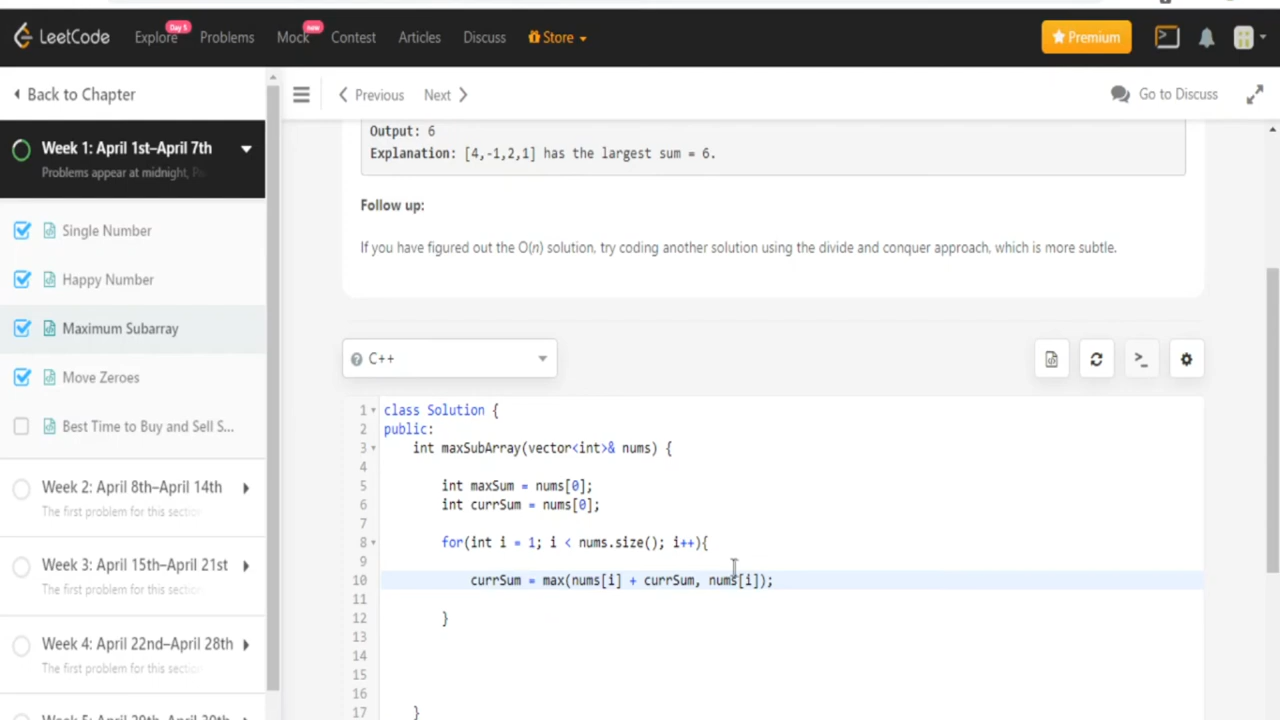 LeetCode
Explore Day 5 Problems Mock new Contest Articles Discuss Store Premium
Back to Chapter
Previous Next Go to Discuss
Week 1: April 1st–April 7th
Problems appear at midnight,
Single Number
Happy Number
Maximum Subarray
Move Zeroes
Best Time to Buy and Sell S...
Week 2: April 8th–April 14th
The first problem for this section
Week 3: April 15th–April 21st
The first problem for this section
Week 4: April 22nd–April 28th
The first problem for this section
Output: 6
Explanation: [4,-1,2,1] has the largest sum = 6.
Follow up:
If you have figured out the O(n) solution, try coding another solution using the divide and conquer approach, which is more subtle.
C++
1 class Solution {
2 public:
3 int maxSubArray(vector<int>& nums) {
4
5 int maxSum = nums[0];
6 int currSum = nums[0];
7
8 for(int i = 1; i < nums.size(); i++){
9
10 currSum = max(nums[i] + currSum, nums[i]);
11
12 }
13
14
15
16
17 }